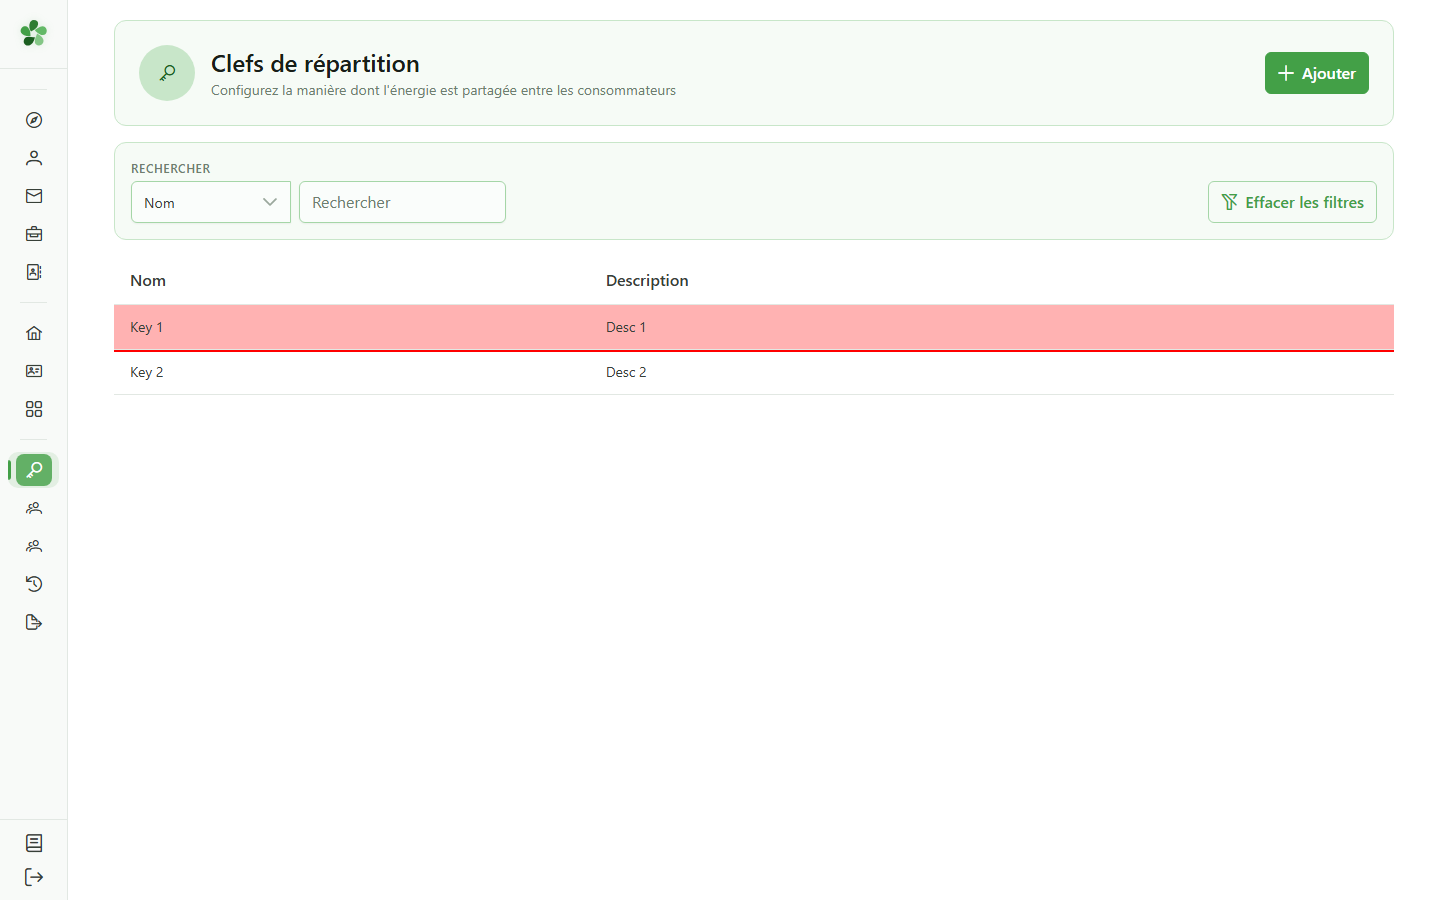 Clefs de répartition
Configurez la manière dont l'énergie est partagée entre les consommateurs
Ajouter
RECHERCHER
Nom
Rechercher
Effacer les filtres
Nom Description
Key 1 Desc 1
Key 2 Desc 2